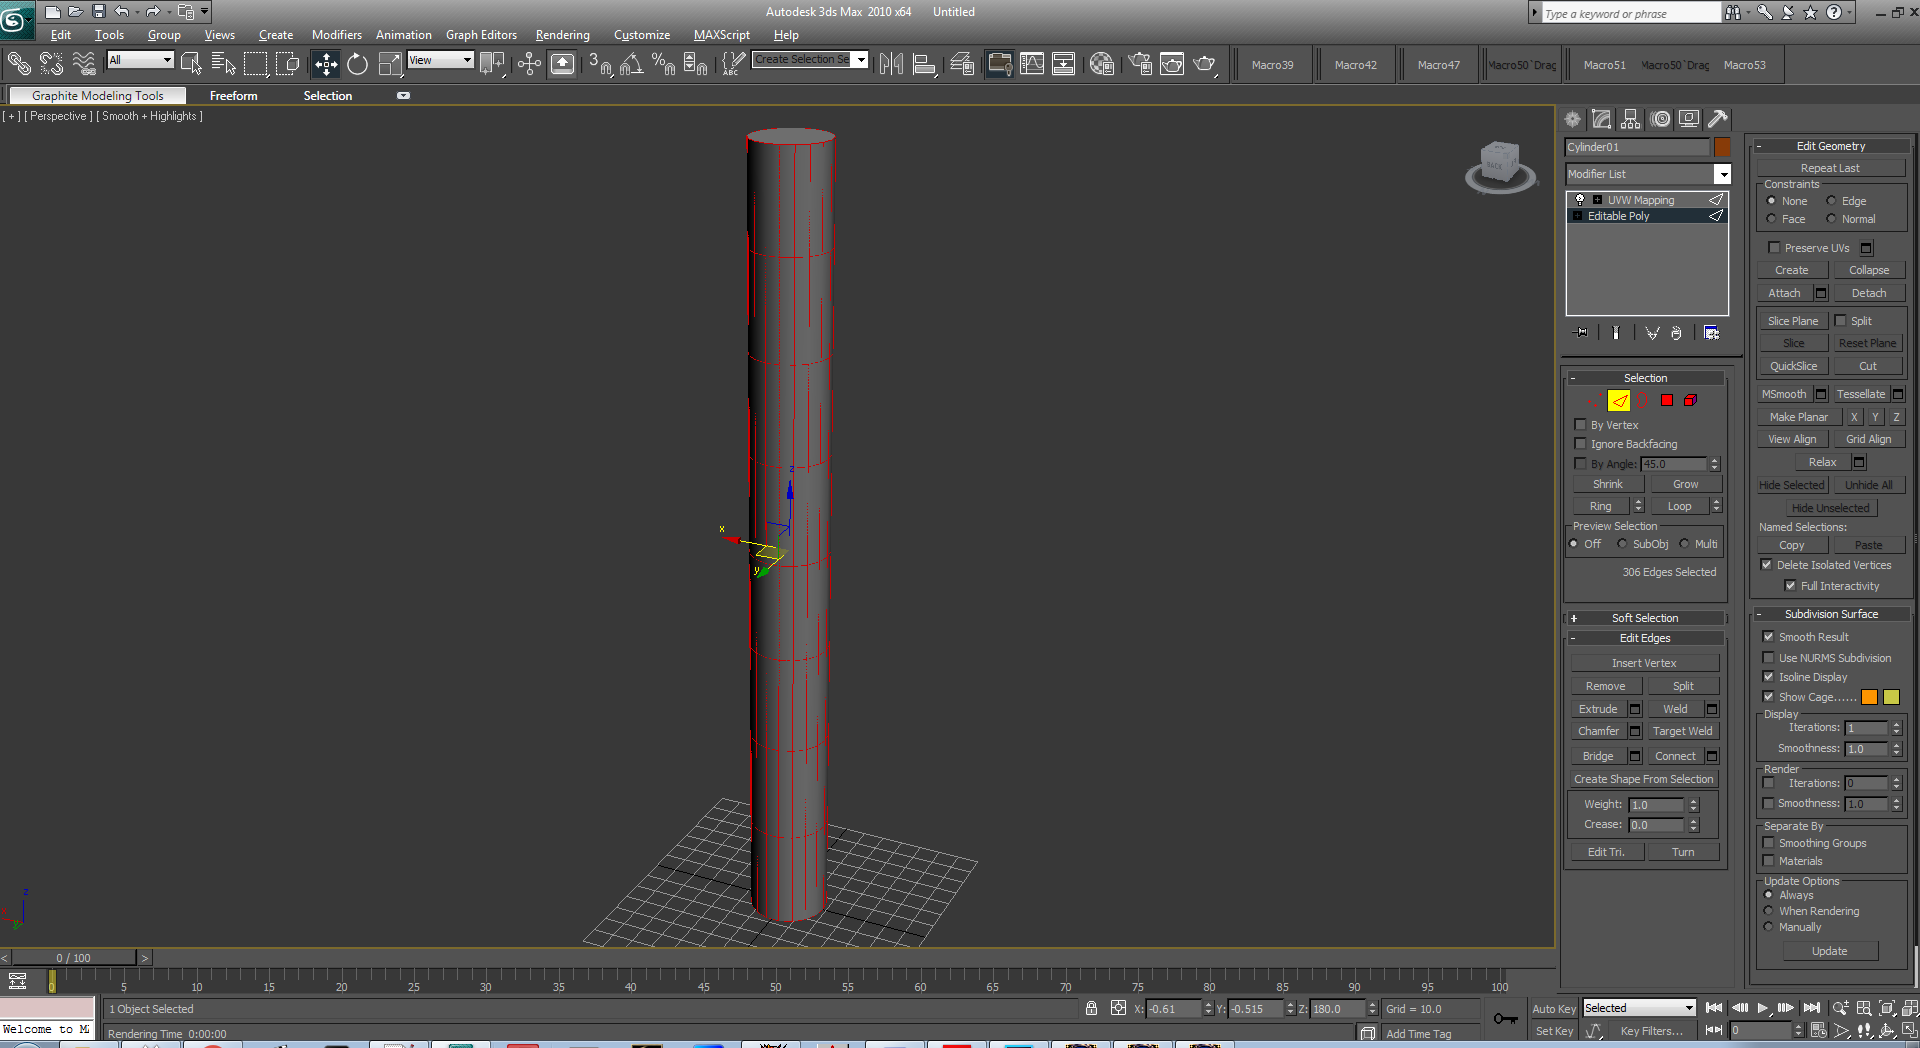 Autodesk 3ds Max 2010 x64 Untitled
Type a keyword or phrase
Edit Tools Group Views Create Modifiers Animation Graph Editors Rendering Customize MAXScript Help
All View Create Selection Se Macro39 Macro42 Macro47 Macro50`Drag Macro51 Macro50`Drag Macro53
Graphite Modeling Tools Freeform Selection
[ + ] [ Perspective ] [ Smooth + Highlights ]
BACK
x
y
z
z
Cylinder01
Modifier List
UVW Mapping
Editable Poly
Selection
By Vertex
Ignore Backfacing
By Angle: 45.0
Shrink Grow
Ring Loop
Preview Selection
Off SubObj Multi
306 Edges Selected
+ Soft Selection
- Edit Edges
Insert Vertex
Remove Split
Extrude Weld
Chamfer Target Weld
Bridge Connect
Create Shape From Selection
Weight: 1.0
Crease: 0.0
Edit Tri. Turn
- Edit Geometry
Repeat Last
Constraints
None Edge
Face Normal
Preserve UVs
Create Collapse
Attach Detach
Slice Plane Split
Slice Reset Plane
QuickSlice Cut
MSmooth Tessellate
Make Planar X Y Z
View Align Grid Align
Relax
Hide Selected Unhide All
Hide Unselected
Named Selections:
Copy Paste
Delete Isolated Vertices
Full Interactivity
- Subdivision Surface
Smooth Result
Use NURMS Subdivision
Isoline Display
Show Cage......
Display
Iterations: 1
Smoothness: 1.0
Render
Iterations: 0
Smoothness: 1.0
Separate By
Smoothing Groups
Materials
Update Options
Always
When Rendering
Manually
Update
< 0 / 100 >
0 5 10 15 20 25 30 35 40 45 50 55 60 65 70 75 80 85 90 95 100
1 Object Selected X: -0.61 Y: -0.515 Z: 180.0 Grid = 10.0 Auto Key Selected
Welcome to M
Rendering Time 0:00:00 Add Time Tag Set Key Key Filters... 0